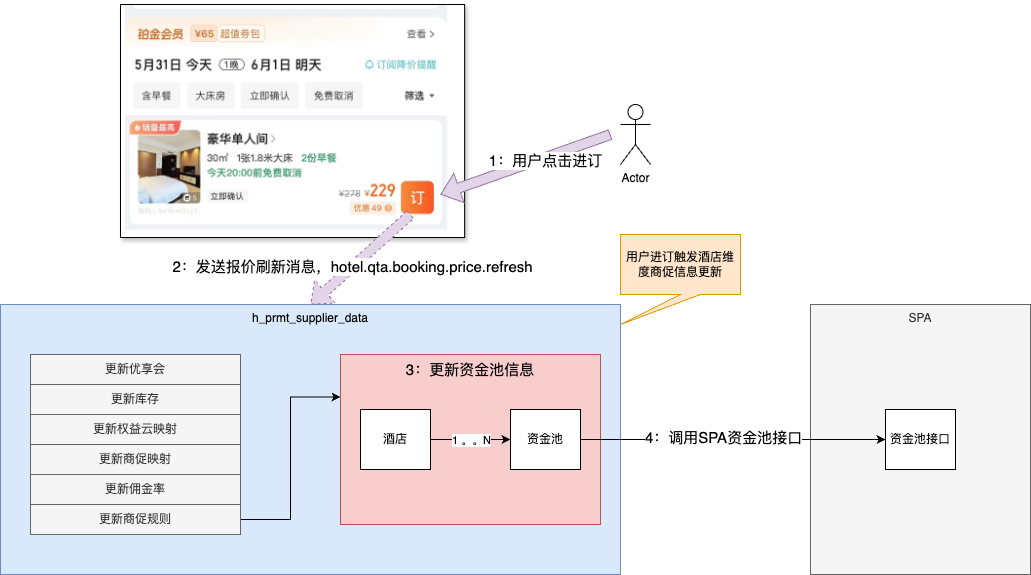 铂金会员 ¥65 超值券包 查看 >
5月31日 今天 1晚 6月1日 明天 订阅降价提醒
含早餐 大床房 立即确认 免费取消 筛选
销量最高
豪华单人间 >
30㎡ 1张1.8米大床 2份早餐
今天20:00前免费取消
立即确认
¥278 ¥229
优惠49
订
1：用户点击进订
Actor
2：发送报价刷新消息，hotel.qta.booking.price.refresh
用户进订触发酒店维
度商促信息更新
h_prmt_supplier_data
SPA
更新优享会
更新库存
更新权益云映射
更新商促映射
更新佣金率
更新商促规则
3：更新资金池信息
酒店
1 。。N
资金池
4：调用SPA资金池接口
资金池接口